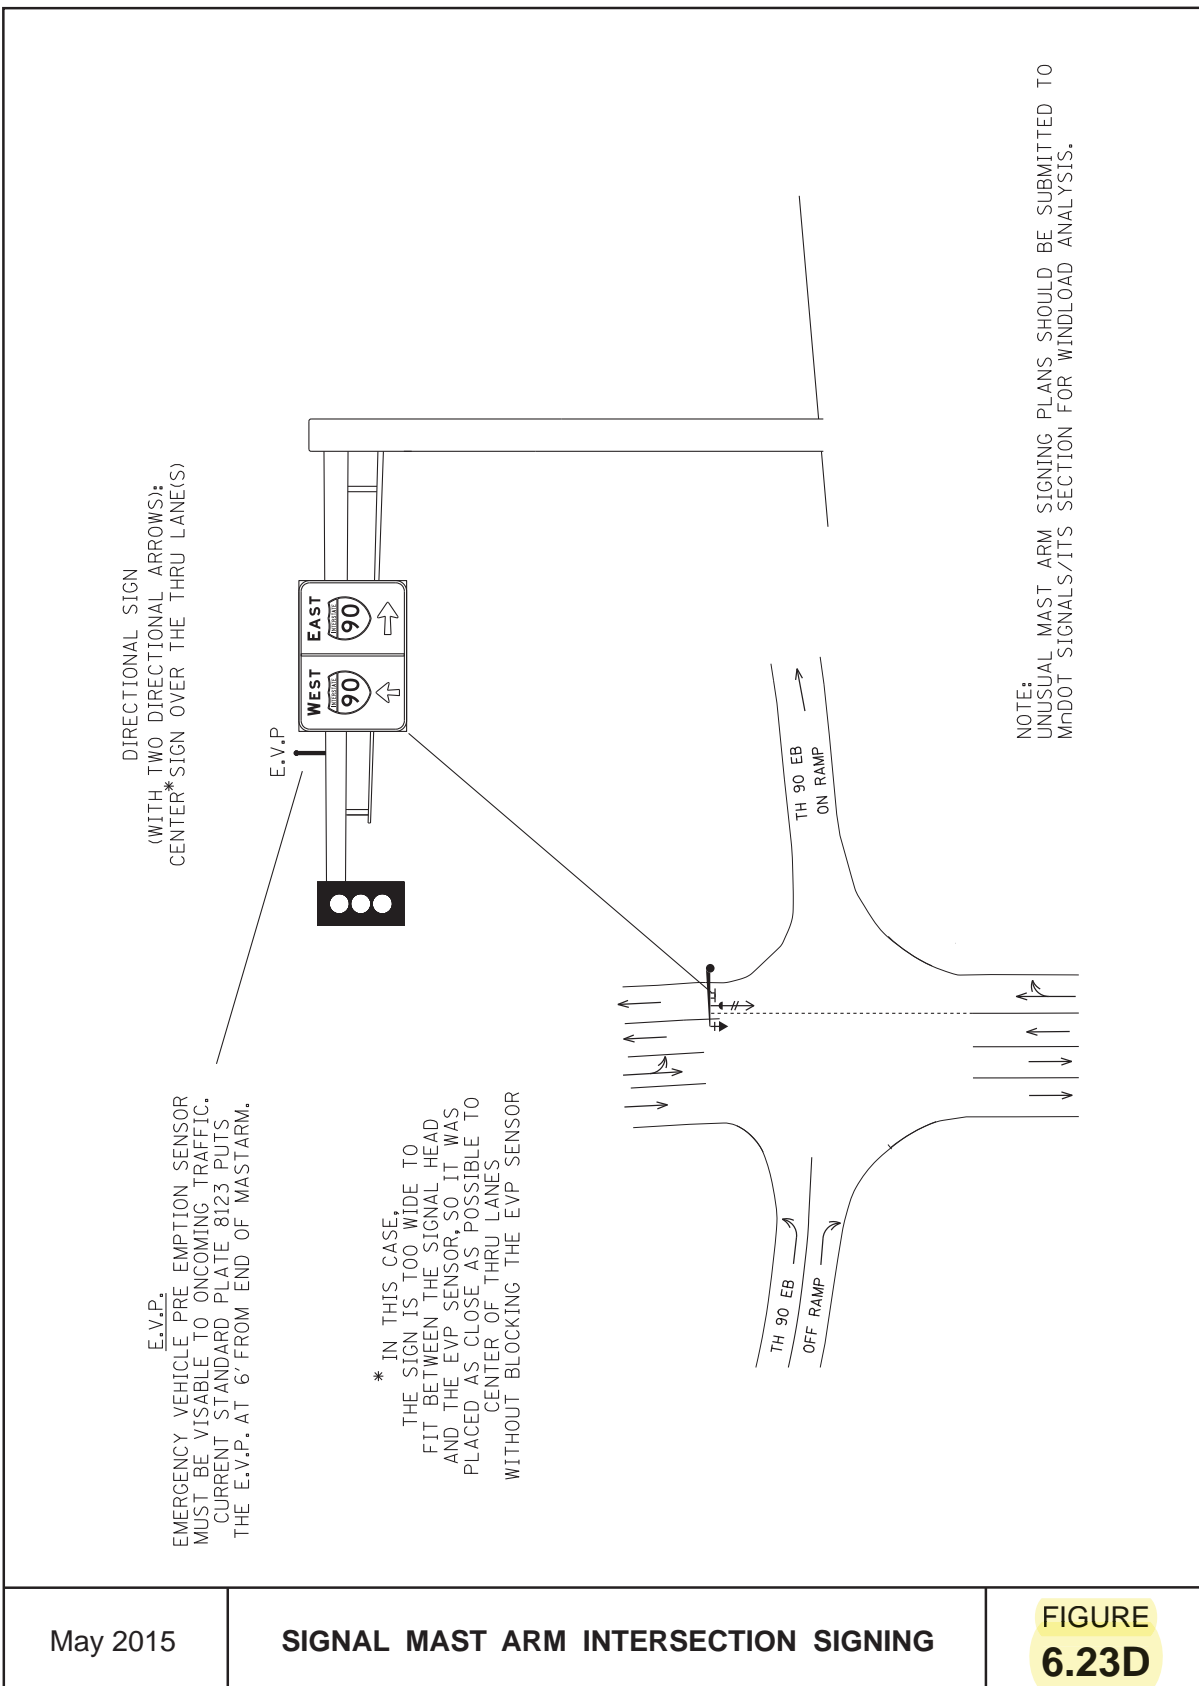 DIRECTIONAL SIGN
(WITH TWO DIRECTIONAL ARROWS):
CENTER*SIGN OVER THE THRU LANE(S)
E.V.P
WEST
INTERSTATE
90
EAST
INTERSTATE
90
E.V.P.
EMERGENCY VEHICLE PRE EMPTION SENSOR
MUST BE VISABLE TO ONCOMING TRAFFIC.
CURRENT STANDARD PLATE 8123 PUTS
THE E.V.P. AT 6' FROM END OF MASTARM.
* IN THIS CASE,
THE SIGN IS TOO WIDE TO
FIT BETWEEN THE SIGNAL HEAD
AND THE EVP SENSOR, SO IT WAS
PLACED AS CLOSE AS POSSIBLE TO
CENTER OF THRU LANES
WITHOUT BLOCKING THE EVP SENSOR
TH 90 EB
ON RAMP
TH 90 EB
OFF RAMP
NOTE:
UNUSUAL MAST ARM SIGNING PLANS SHOULD BE SUBMITTED TO
MnDOT SIGNALS/ITS SECTION FOR WINDLOAD ANALYSIS.
May 2015
SIGNAL MAST ARM INTERSECTION SIGNING
FIGURE
6.23D